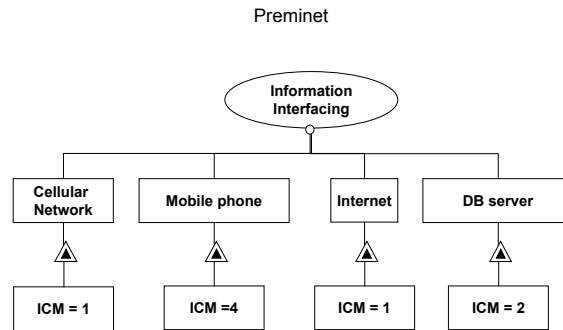 Preminet
Information
Interfacing
Cellular
Network
Mobile phone
Internet
DB server
ICM = 1
ICM =4
ICM = 1
ICM = 2